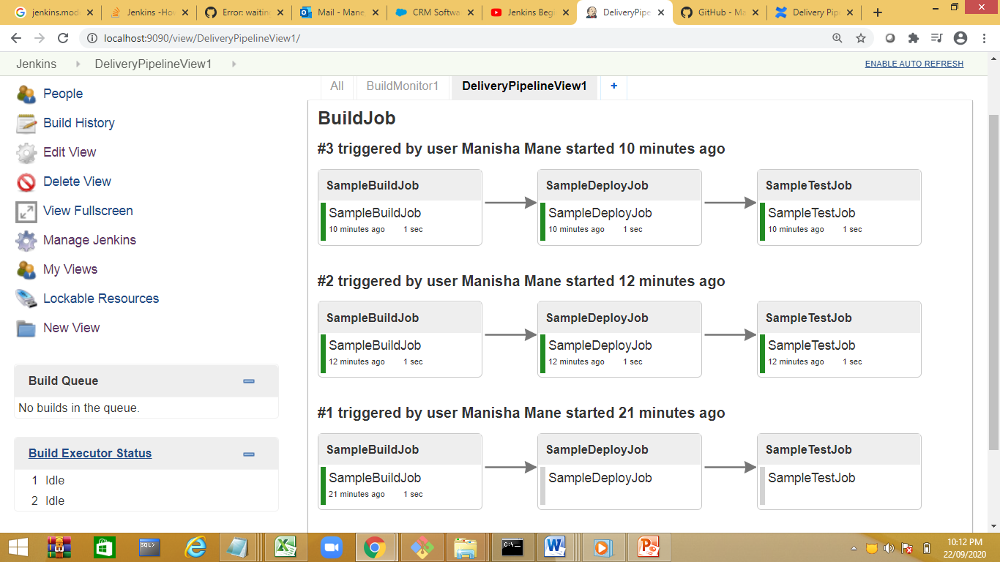 jenkins.mod
Jenkins -Hov
Error: waitin
Mail - Mane
CRM Softwa
Jenkins Begi
DeliveryPipe
GitHub - Ma
Delivery Pip
localhost:9090/view/DeliveryPipelineView1/
Jenkins DeliveryPipelineView1 ENABLE AUTO REFRESH
People
Build History
Edit View
Delete View
View Fullscreen
Manage Jenkins
My Views
Lockable Resources
New View
Build Queue
No builds in the queue.
Build Executor Status
1 Idle
2 Idle
All BuildMonitor1 DeliveryPipelineView1 +
BuildJob
#3 triggered by user Manisha Mane started 10 minutes ago
SampleBuildJob SampleDeployJob SampleTestJob
SampleBuildJob SampleDeployJob SampleTestJob
10 minutes ago 1 sec 10 minutes ago 1 sec 10 minutes ago 1 sec
#2 triggered by user Manisha Mane started 12 minutes ago
SampleBuildJob SampleDeployJob SampleTestJob
SampleBuildJob SampleDeployJob SampleTestJob
12 minutes ago 1 sec 12 minutes ago 1 sec 12 minutes ago 1 sec
#1 triggered by user Manisha Mane started 21 minutes ago
SampleBuildJob SampleDeployJob SampleTestJob
SampleBuildJob SampleDeployJob SampleTestJob
21 minutes ago 1 sec
SQL>
C:\_
10:12 PM
22/09/2020